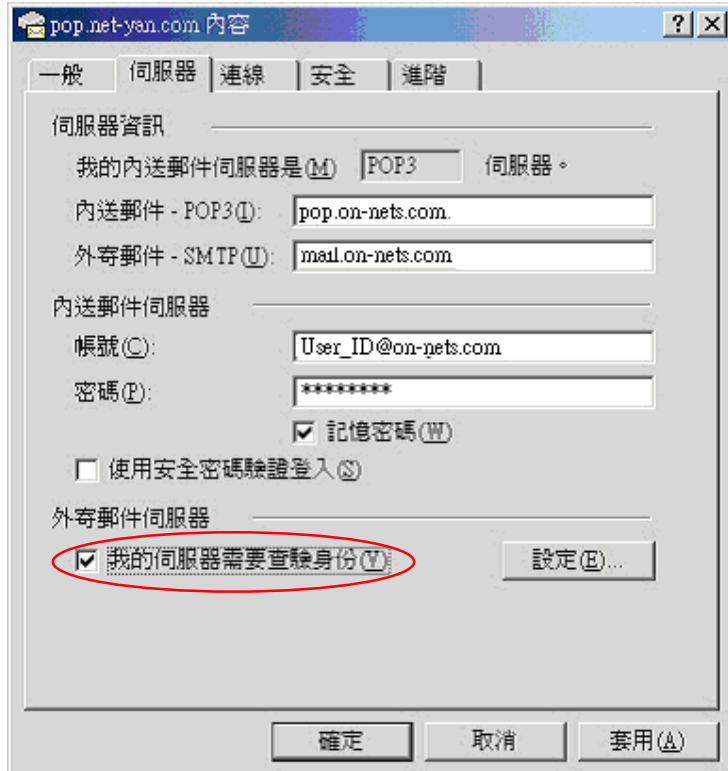 pop.net-yan.com 內容
一般 伺服器 連線 安全 進階
伺服器資訊
我的內送郵件伺服器是(M) POP3 伺服器。
內送郵件 - POP3(I): pop.on-nets.com.
外寄郵件 - SMTP(U): mail.on-nets.com
內送郵件伺服器
帳號(C): User_ID@on-nets.com
密碼(P): ********
記憶密碼(W)
使用安全密碼驗證登入(S)
外寄郵件伺服器
我的伺服器需要查驗身份(V) 設定(E)...
確定 取消 套用(A)